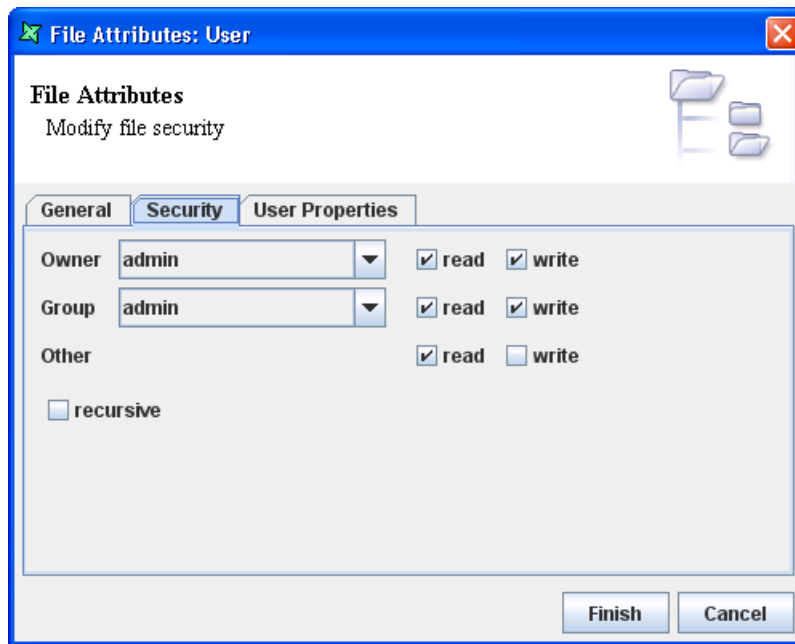 File Attributes: User
File Attributes
Modify file security
General Security User Properties
Owner admin read write
Group admin read write
Other read write
recursive
Finish Cancel